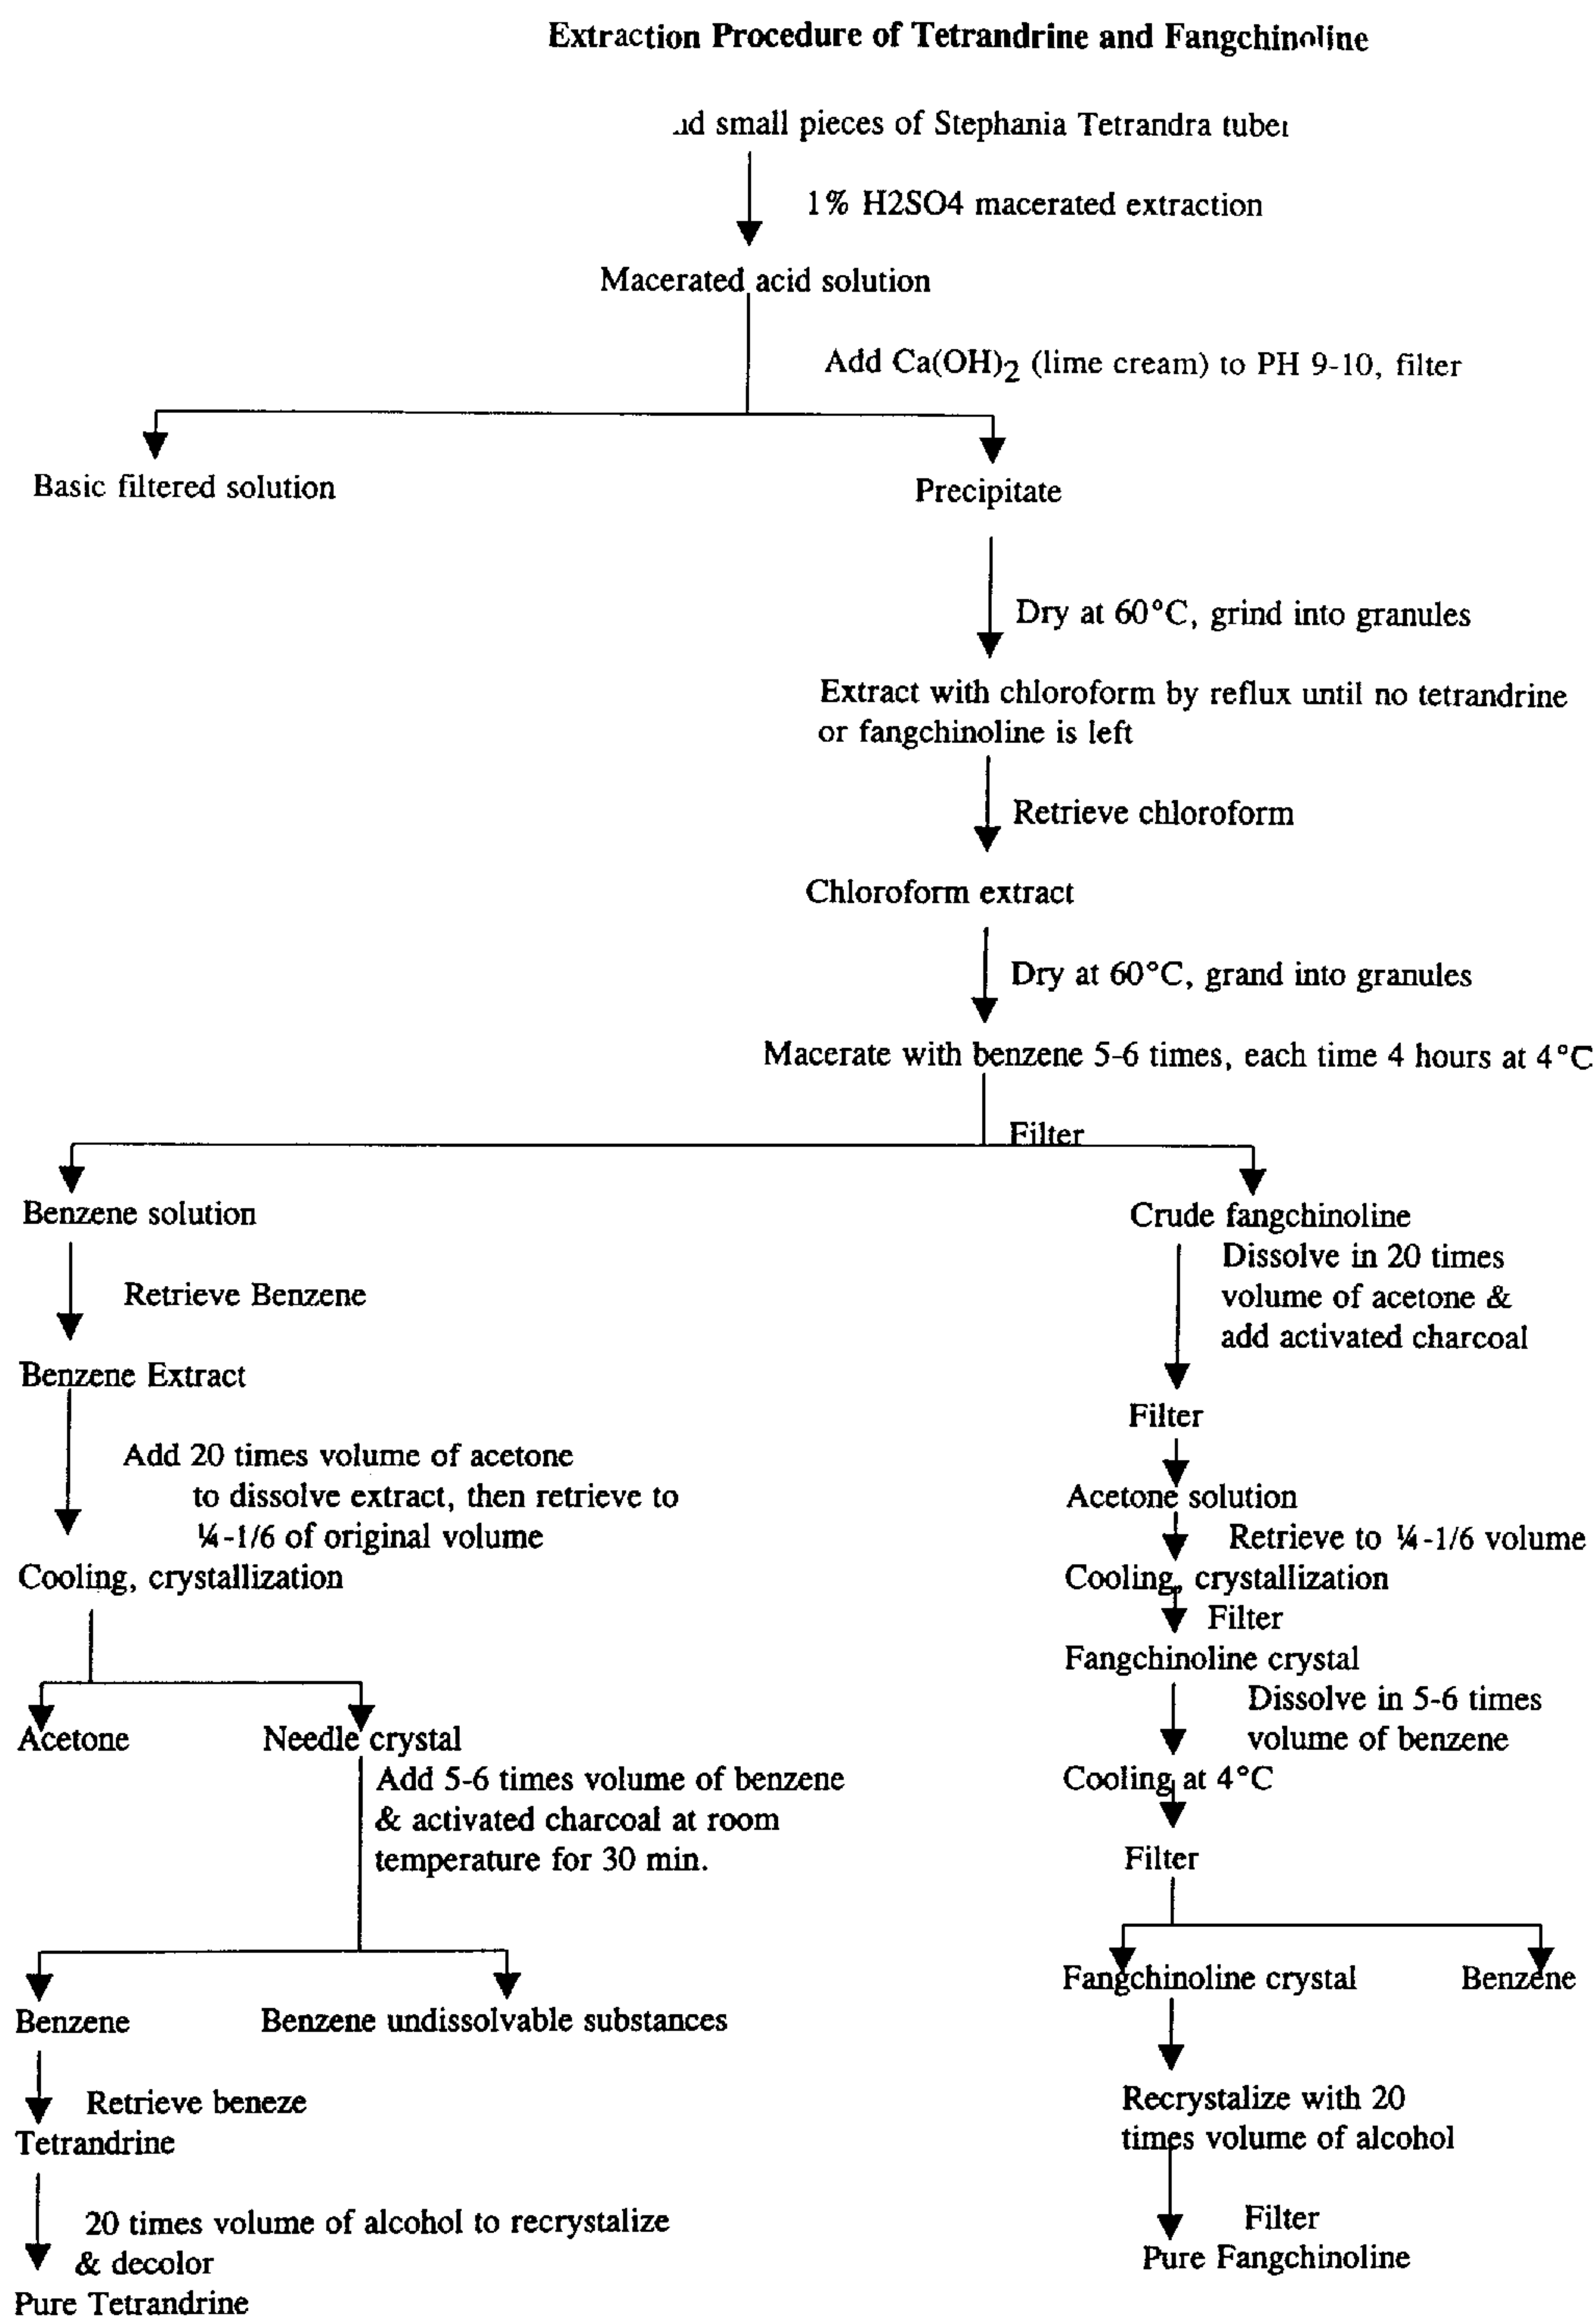 Extraction Procedure of Tetrandrine and Fangchinoline
small pieces of Stephania Tetrandra
1% H2SO4 macerated extraction
Macerated acid solution
Add Ca(OH)2 (lime cream) to PH 9-10, filter
Basic filtered solution
Precipitate
Dry at 60°C, grind into granules
Extract with chloroform by reflux until no tetrandrine
or fangchinoline is left
Retrieve chloroform
Chloroform extract
Dry at 60°C, grand into granules
Macerate with benzene 5-6 times, each time 4 hours at 4°C
Filter
Benzene solution
Retrieve Benzene
Benzene Extract
Add 20 times volume of acetone
to dissolve extract, then retrieve to
¼-1/6 of original volume
Cooling, crystallization
Acetone
Needle crystal
Add 5-6 times volume of benzene
& activated charcoal at room
temperature for 30 min.
Benzene
Benzene undissolvable substances
Retrieve beneze
Tetrandrine
20 times volume of alcohol to recrystalize
& decolor
Pure Tetrandrine
Crude fangchinoline
Dissolve in 20 times
volume of acetone &
add activated charcoal
Filter
Acetone solution
Retrieve to ¼-1/6 volume
Cooling, crystallization
Filter
Fangchinoline crystal
Dissolve in 5-6 times
volume of benzene
Cooling at 4°C
Filter
Fangchinoline crystal
Benzene
Recrystalize with 20
times volume of alcohol
Filter
Pure Fangchinoline